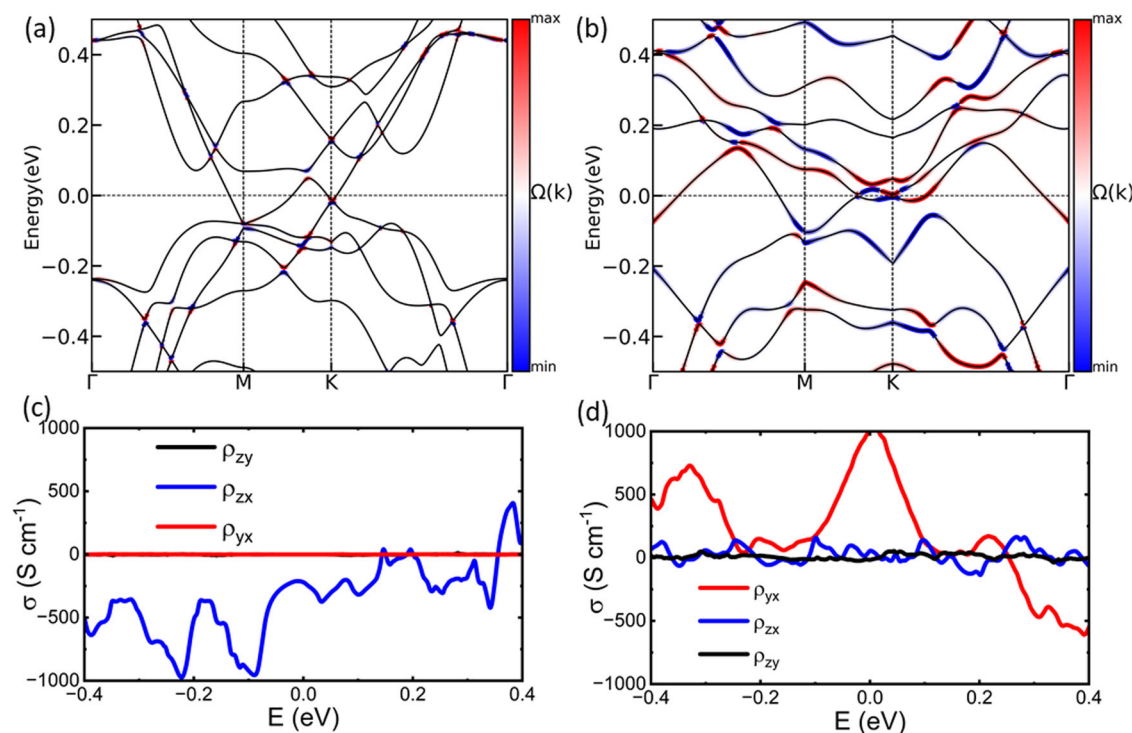 (a)
max
0.4
0.2
0.0
−0.2
−0.4
Energy(eV)
Ω(k)
min
Γ
M
K
Γ
(b)
max
0.4
0.2
0.0
−0.2
−0.4
Energy(eV)
Ω(k)
min
Γ
M
K
Γ
(c)
1000
500
0
−500
−1000
σ (S cm⁻¹)
ρzy
ρzx
ρyx
−0.4
−0.2
0.0
0.2
0.4
E (eV)
(d)
1000
500
0
−500
−1000
σ (S cm⁻¹)
ρyx
ρzx
ρzy
−0.4
−0.2
0.0
0.2
0.4
E (eV)